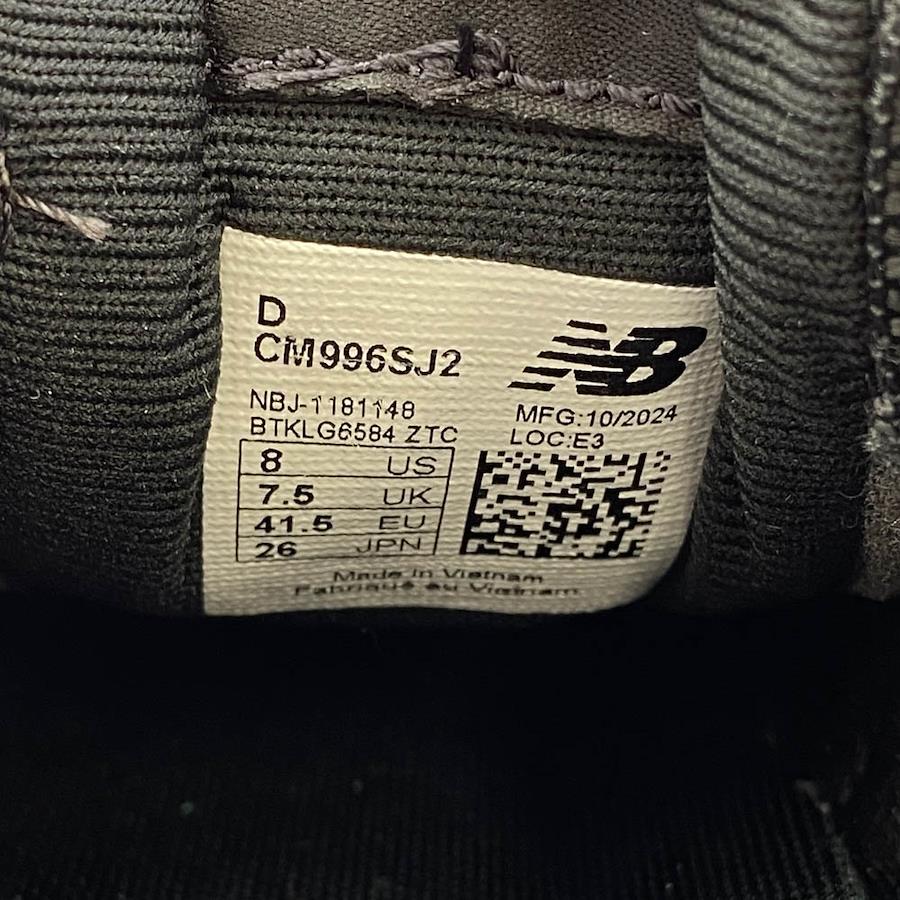 D
CM996SJ2
NB
NBJ-1181148
BTKLG6584 ZTC
MFG:10/2024
LOC:E3
8 US
7.5 UK
41.5 EU
26 JPN
Made in Vietnam
Fabriqué au Vietnam